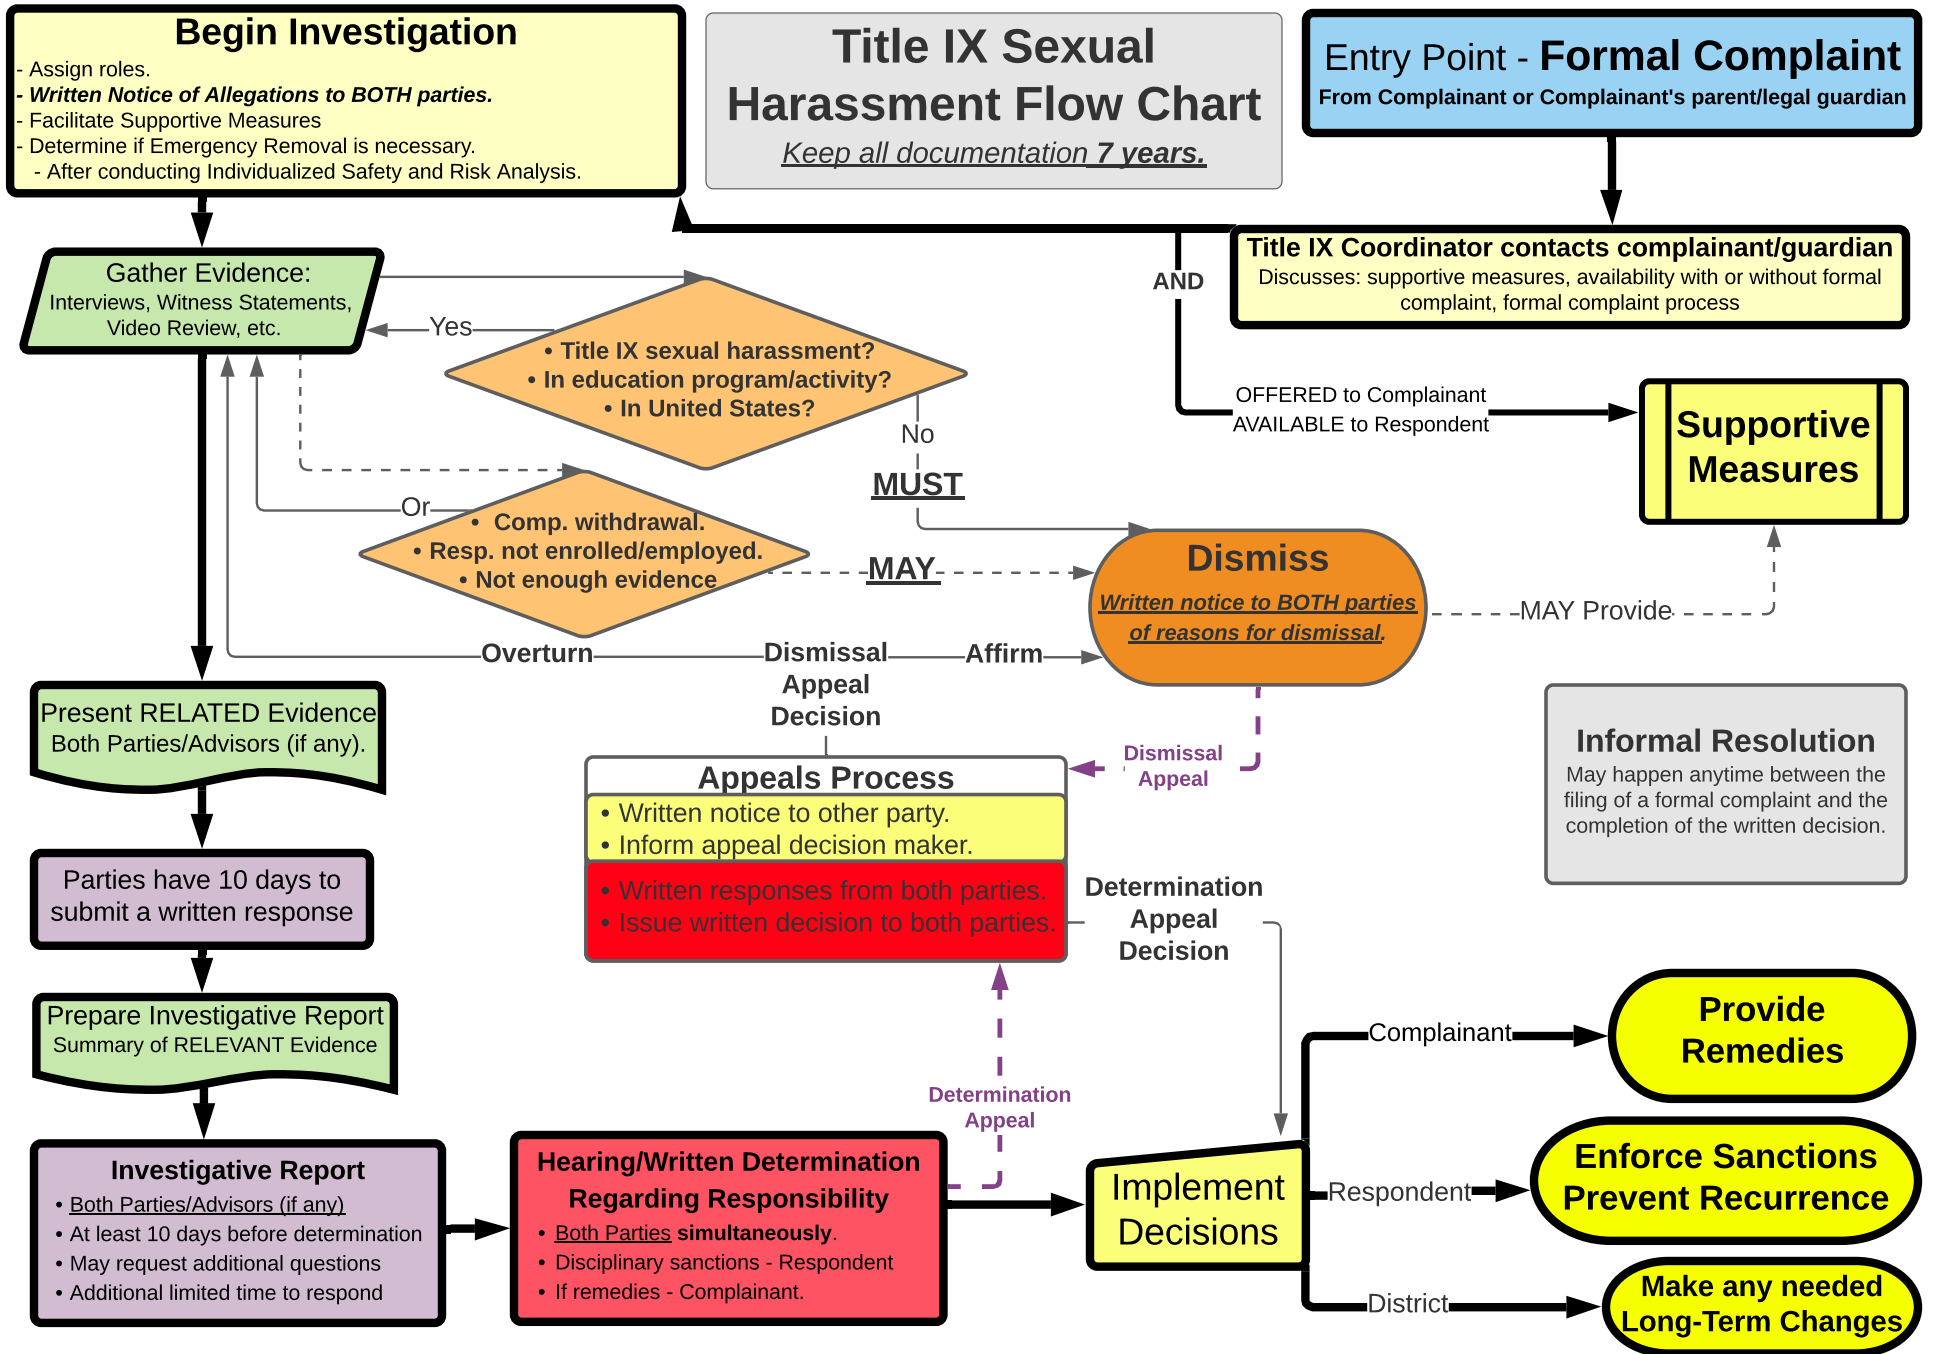 Begin Investigation
- Assign roles.
- Written Notice of Allegations to BOTH parties.
- Facilitate Supportive Measures
- Determine if Emergency Removal is necessary.
- After conducting Individualized Safety and Risk Analysis.
Title IX Sexual
Harassment Flow Chart
Keep all documentation 7 years.
Entry Point - Formal Complaint
From Complainant or Complainant's parent/legal guardian
Title IX Coordinator contacts complainant/guardian
Discusses: supportive measures, availability with or without formal
complaint, formal complaint process
AND
OFFERED to Complainant
AVAILABLE to Respondent
Supportive
Measures
Gather Evidence:
Interviews, Witness Statements,
Video Review, etc.
Yes
• Title IX sexual harassment?
• In education program/activity?
• In United States?
No
MUST
Or
• Comp. withdrawal.
• Resp. not enrolled/employed.
• Not enough evidence
MAY
Dismiss
Written notice to BOTH parties
of reasons for dismissal.
MAY Provide
Overturn
Dismissal
Appeal
Decision
Affirm
Dismissal
Appeal
Informal Resolution
May happen anytime between the
filing of a formal complaint and the
completion of the written decision.
Present RELATED Evidence
Both Parties/Advisors (if any).
Appeals Process
• Written notice to other party.
• Inform appeal decision maker.
• Written responses from both parties.
• Issue written decision to both parties.
Determination
Appeal
Decision
Parties have 10 days to
submit a written response
Prepare Investigative Report
Summary of RELEVANT Evidence
Determination
Appeal
Investigative Report
• Both Parties/Advisors (if any)
• At least 10 days before determination
• May request additional questions
• Additional limited time to respond
Hearing/Written Determination
Regarding Responsibility
• Both Parties simultaneously.
• Disciplinary sanctions - Respondent
• If remedies - Complainant.
Implement
Decisions
Complainant
Provide
Remedies
Respondent
Enforce Sanctions
Prevent Recurrence
District
Make any needed
Long-Term Changes